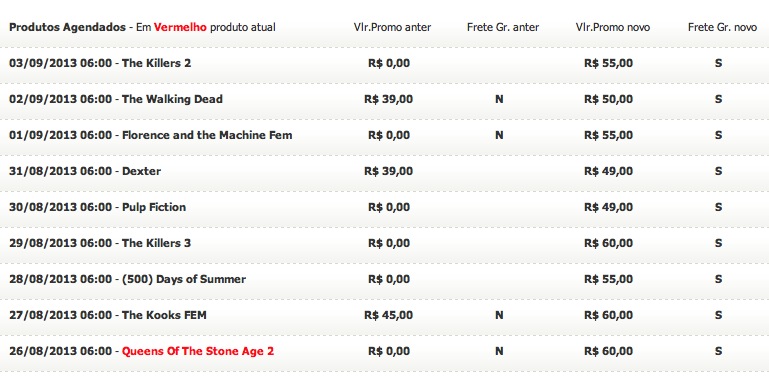 Produtos Agendados - Em Vermelho produto atual Vlr.Promo anter Frete Gr. anter Vlr.Promo novo Frete Gr. novo
03/09/2013 06:00 - The Killers 2 R$ 0,00 R$ 55,00 S
02/09/2013 06:00 - The Walking Dead R$ 39,00 N R$ 50,00 S
01/09/2013 06:00 - Florence and the Machine Fem R$ 0,00 N R$ 55,00 S
31/08/2013 06:00 - Dexter R$ 39,00 R$ 49,00 S
30/08/2013 06:00 - Pulp Fiction R$ 0,00 R$ 49,00 S
29/08/2013 06:00 - The Killers 3 R$ 0,00 R$ 60,00 S
28/08/2013 06:00 - (500) Days of Summer R$ 0,00 R$ 55,00 S
27/08/2013 06:00 - The Kooks FEM R$ 45,00 N R$ 60,00 S
26/08/2013 06:00 - Queens Of The Stone Age 2 R$ 0,00 N R$ 60,00 S